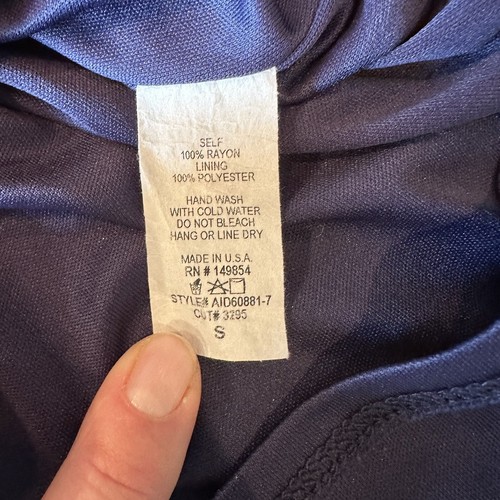 SELF
100% RAYON
LINING
100% POLYESTER
HAND WASH
WITH COLD WATER
DO NOT BLEACH
HANG OR LINE DRY
MADE IN U.S.A.
RN # 149854
STYLE# AID60881-7
CUT# 3295
S